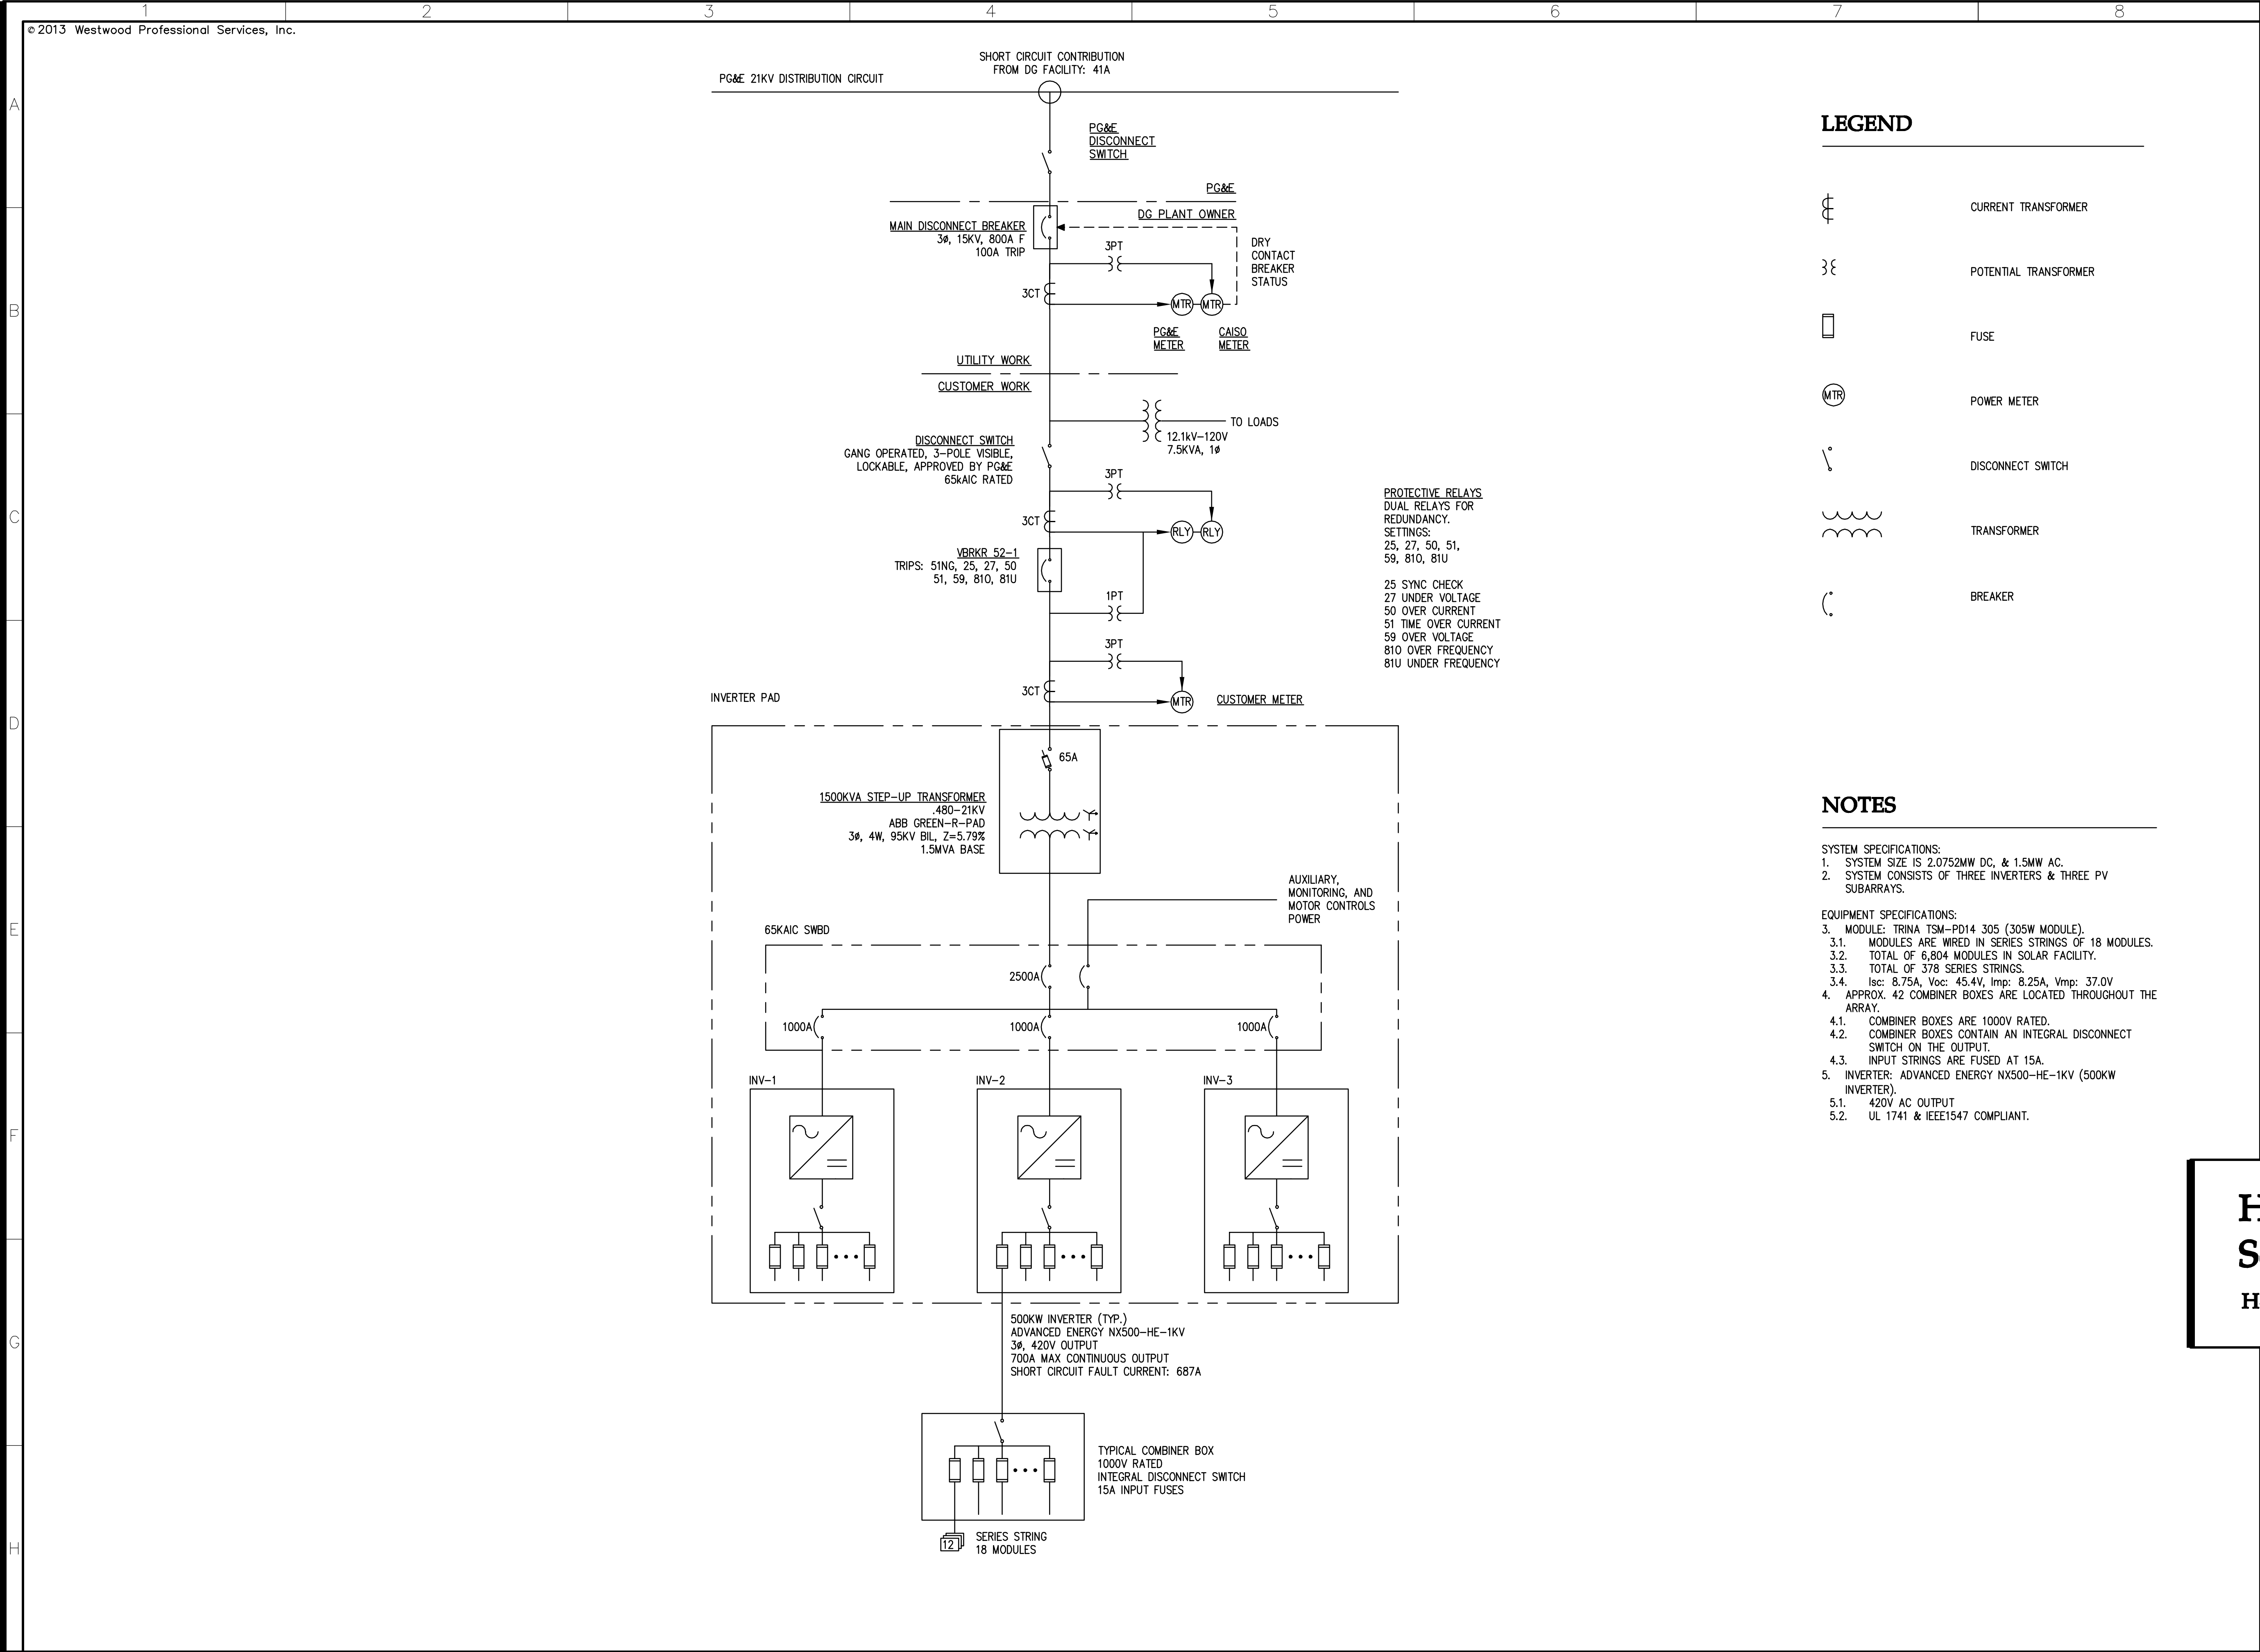 1 2 3 4 5 6 7 8
©2013 Westwood Professional Services, Inc.
A
B
C
D
E
F
G
H
SHORT CIRCUIT CONTRIBUTION
FROM DG FACILITY: 41A
PG&E 21KV DISTRIBUTION CIRCUIT
PG&E
DISCONNECT
SWITCH
PG&E
DG PLANT OWNER
MAIN DISCONNECT BREAKER
3ø, 15KV, 800A F
100A TRIP
3PT
DRY
CONTACT
BREAKER
STATUS
3CT
MTR MTR
PG&E
METER
CAISO
METER
UTILITY WORK
CUSTOMER WORK
TO LOADS
12.1kV-120V
7.5KVA, 1ø
DISCONNECT SWITCH
GANG OPERATED, 3-POLE VISIBLE,
LOCKABLE, APPROVED BY PG&E
65kAIC RATED
3PT
3CT
RLY RLY
VBRKR 52-1
TRIPS: 51NG, 25, 27, 50
51, 59, 81O, 81U
1PT
3PT
3CT
MTR
CUSTOMER METER
PROTECTIVE RELAYS
DUAL RELAYS FOR
REDUNDANCY.
SETTINGS:
25, 27, 50, 51,
59, 81O, 81U
25 SYNC CHECK
27 UNDER VOLTAGE
50 OVER CURRENT
51 TIME OVER CURRENT
59 OVER VOLTAGE
81O OVER FREQUENCY
81U UNDER FREQUENCY
INVERTER PAD
65A
1500KVA STEP-UP TRANSFORMER
.480-21KV
ABB GREEN-R-PAD
3ø, 4W, 95KV BIL, Z=5.79%
1.5MVA BASE
AUXILIARY,
MONITORING, AND
MOTOR CONTROLS
POWER
65KAIC SWBD
2500A
1000A
1000A
1000A
INV-1
INV-2
INV-3
500KW INVERTER (TYP.)
ADVANCED ENERGY NX500-HE-1KV
3ø, 420V OUTPUT
700A MAX CONTINUOUS OUTPUT
SHORT CIRCUIT FAULT CURRENT: 687A
TYPICAL COMBINER BOX
1000V RATED
INTEGRAL DISCONNECT SWITCH
15A INPUT FUSES
12
SERIES STRING
18 MODULES
LEGEND
CURRENT TRANSFORMER
POTENTIAL TRANSFORMER
FUSE
MTR
POWER METER
DISCONNECT SWITCH
TRANSFORMER
BREAKER
NOTES
SYSTEM SPECIFICATIONS:
1. SYSTEM SIZE IS 2.0752MW DC, & 1.5MW AC.
2. SYSTEM CONSISTS OF THREE INVERTERS & THREE PV
SUBARRAYS.
EQUIPMENT SPECIFICATIONS:
3. MODULE: TRINA TSM-PD14 305 (305W MODULE).
3.1. MODULES ARE WIRED IN SERIES STRINGS OF 18 MODULES.
3.2. TOTAL OF 6,804 MODULES IN SOLAR FACILITY.
3.3. TOTAL OF 378 SERIES STRINGS.
3.4. Isc: 8.75A, Voc: 45.4V, Imp: 8.25A, Vmp: 37.0V
4. APPROX. 42 COMBINER BOXES ARE LOCATED THROUGHOUT THE
ARRAY.
4.1. COMBINER BOXES ARE 1000V RATED.
4.2. COMBINER BOXES CONTAIN AN INTEGRAL DISCONNECT
SWITCH ON THE OUTPUT.
4.3. INPUT STRINGS ARE FUSED AT 15A.
5. INVERTER: ADVANCED ENERGY NX500-HE-1KV (500KW
INVERTER).
5.1. 420V AC OUTPUT
5.2. UL 1741 & IEEE1547 COMPLIANT.